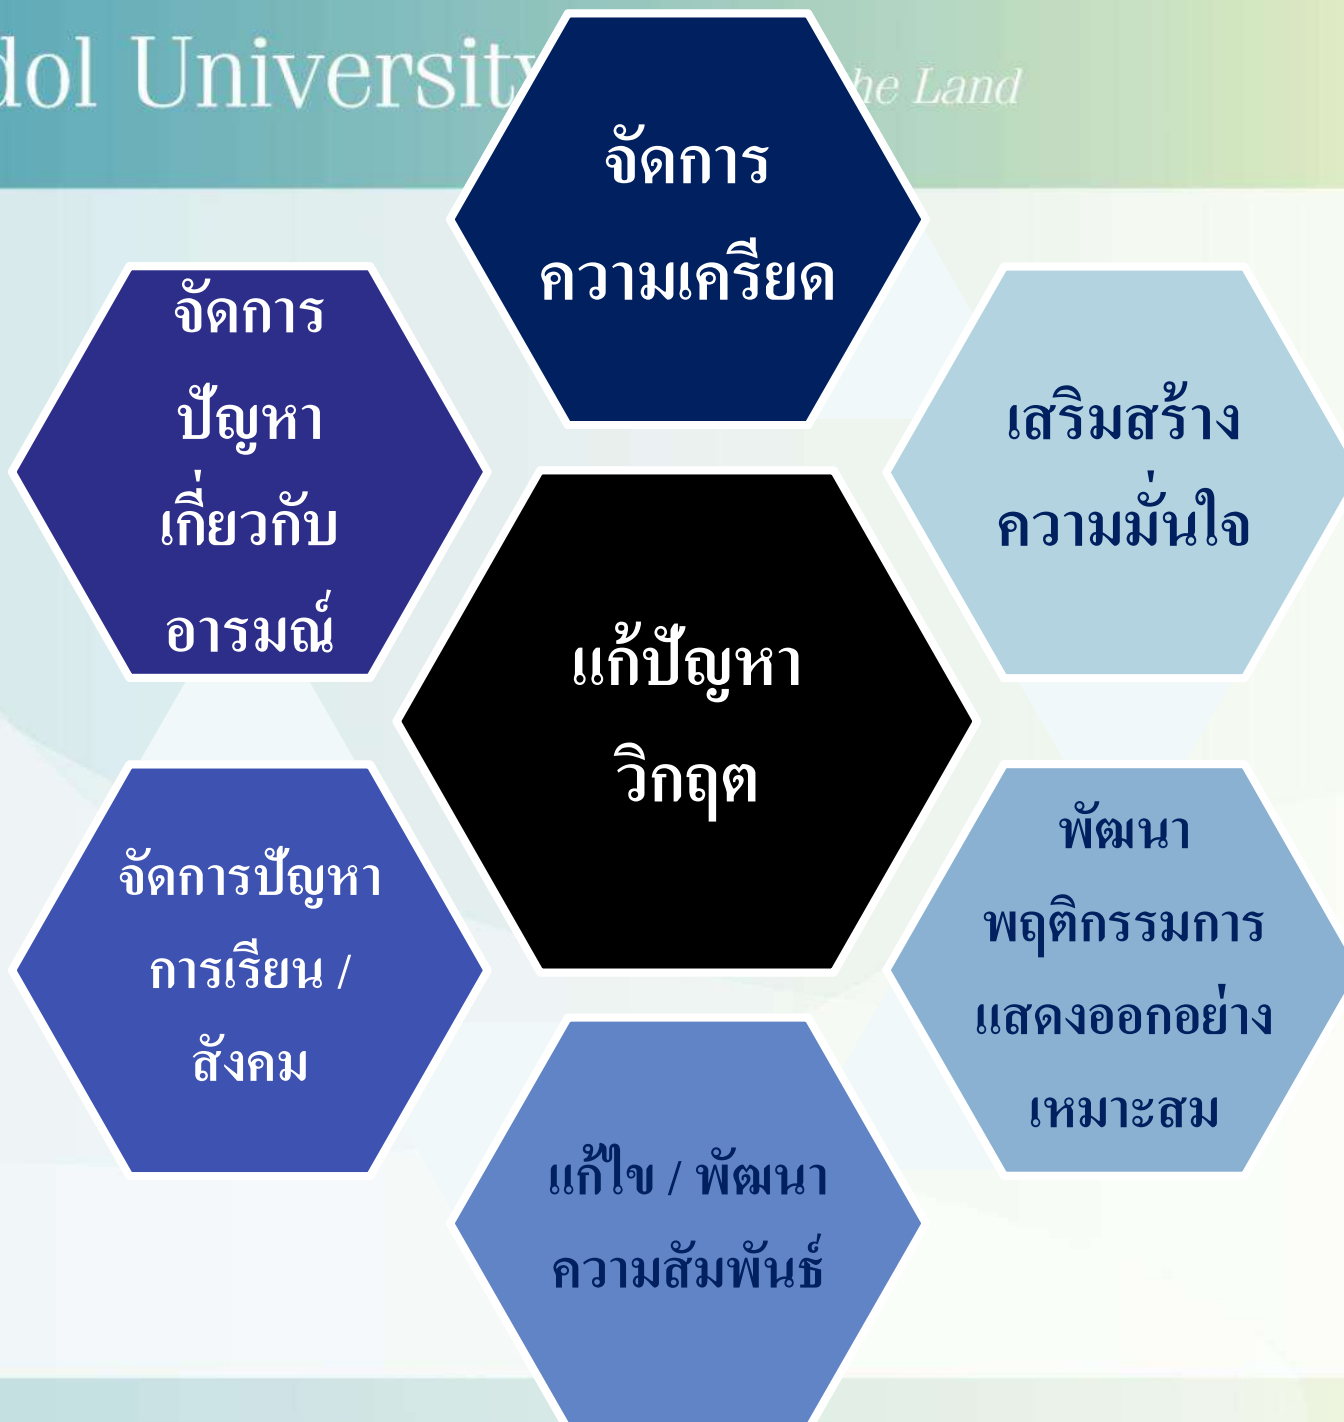 dol University
he Land
จัดการ
ความเครียด
เสริมสร้าง
ความมั่นใจ
พัฒนา
พฤติกรรมการ
แสดงออกอย่าง
เหมาะสม
แก้ไข / พัฒนา
ความสัมพันธ์
จัดการปัญหา
การเรียน /
สังคม
จัดการ
ปัญหา
เกี่ยวกับ
อารมณ์
แก้ปัญหา
วิกฤต